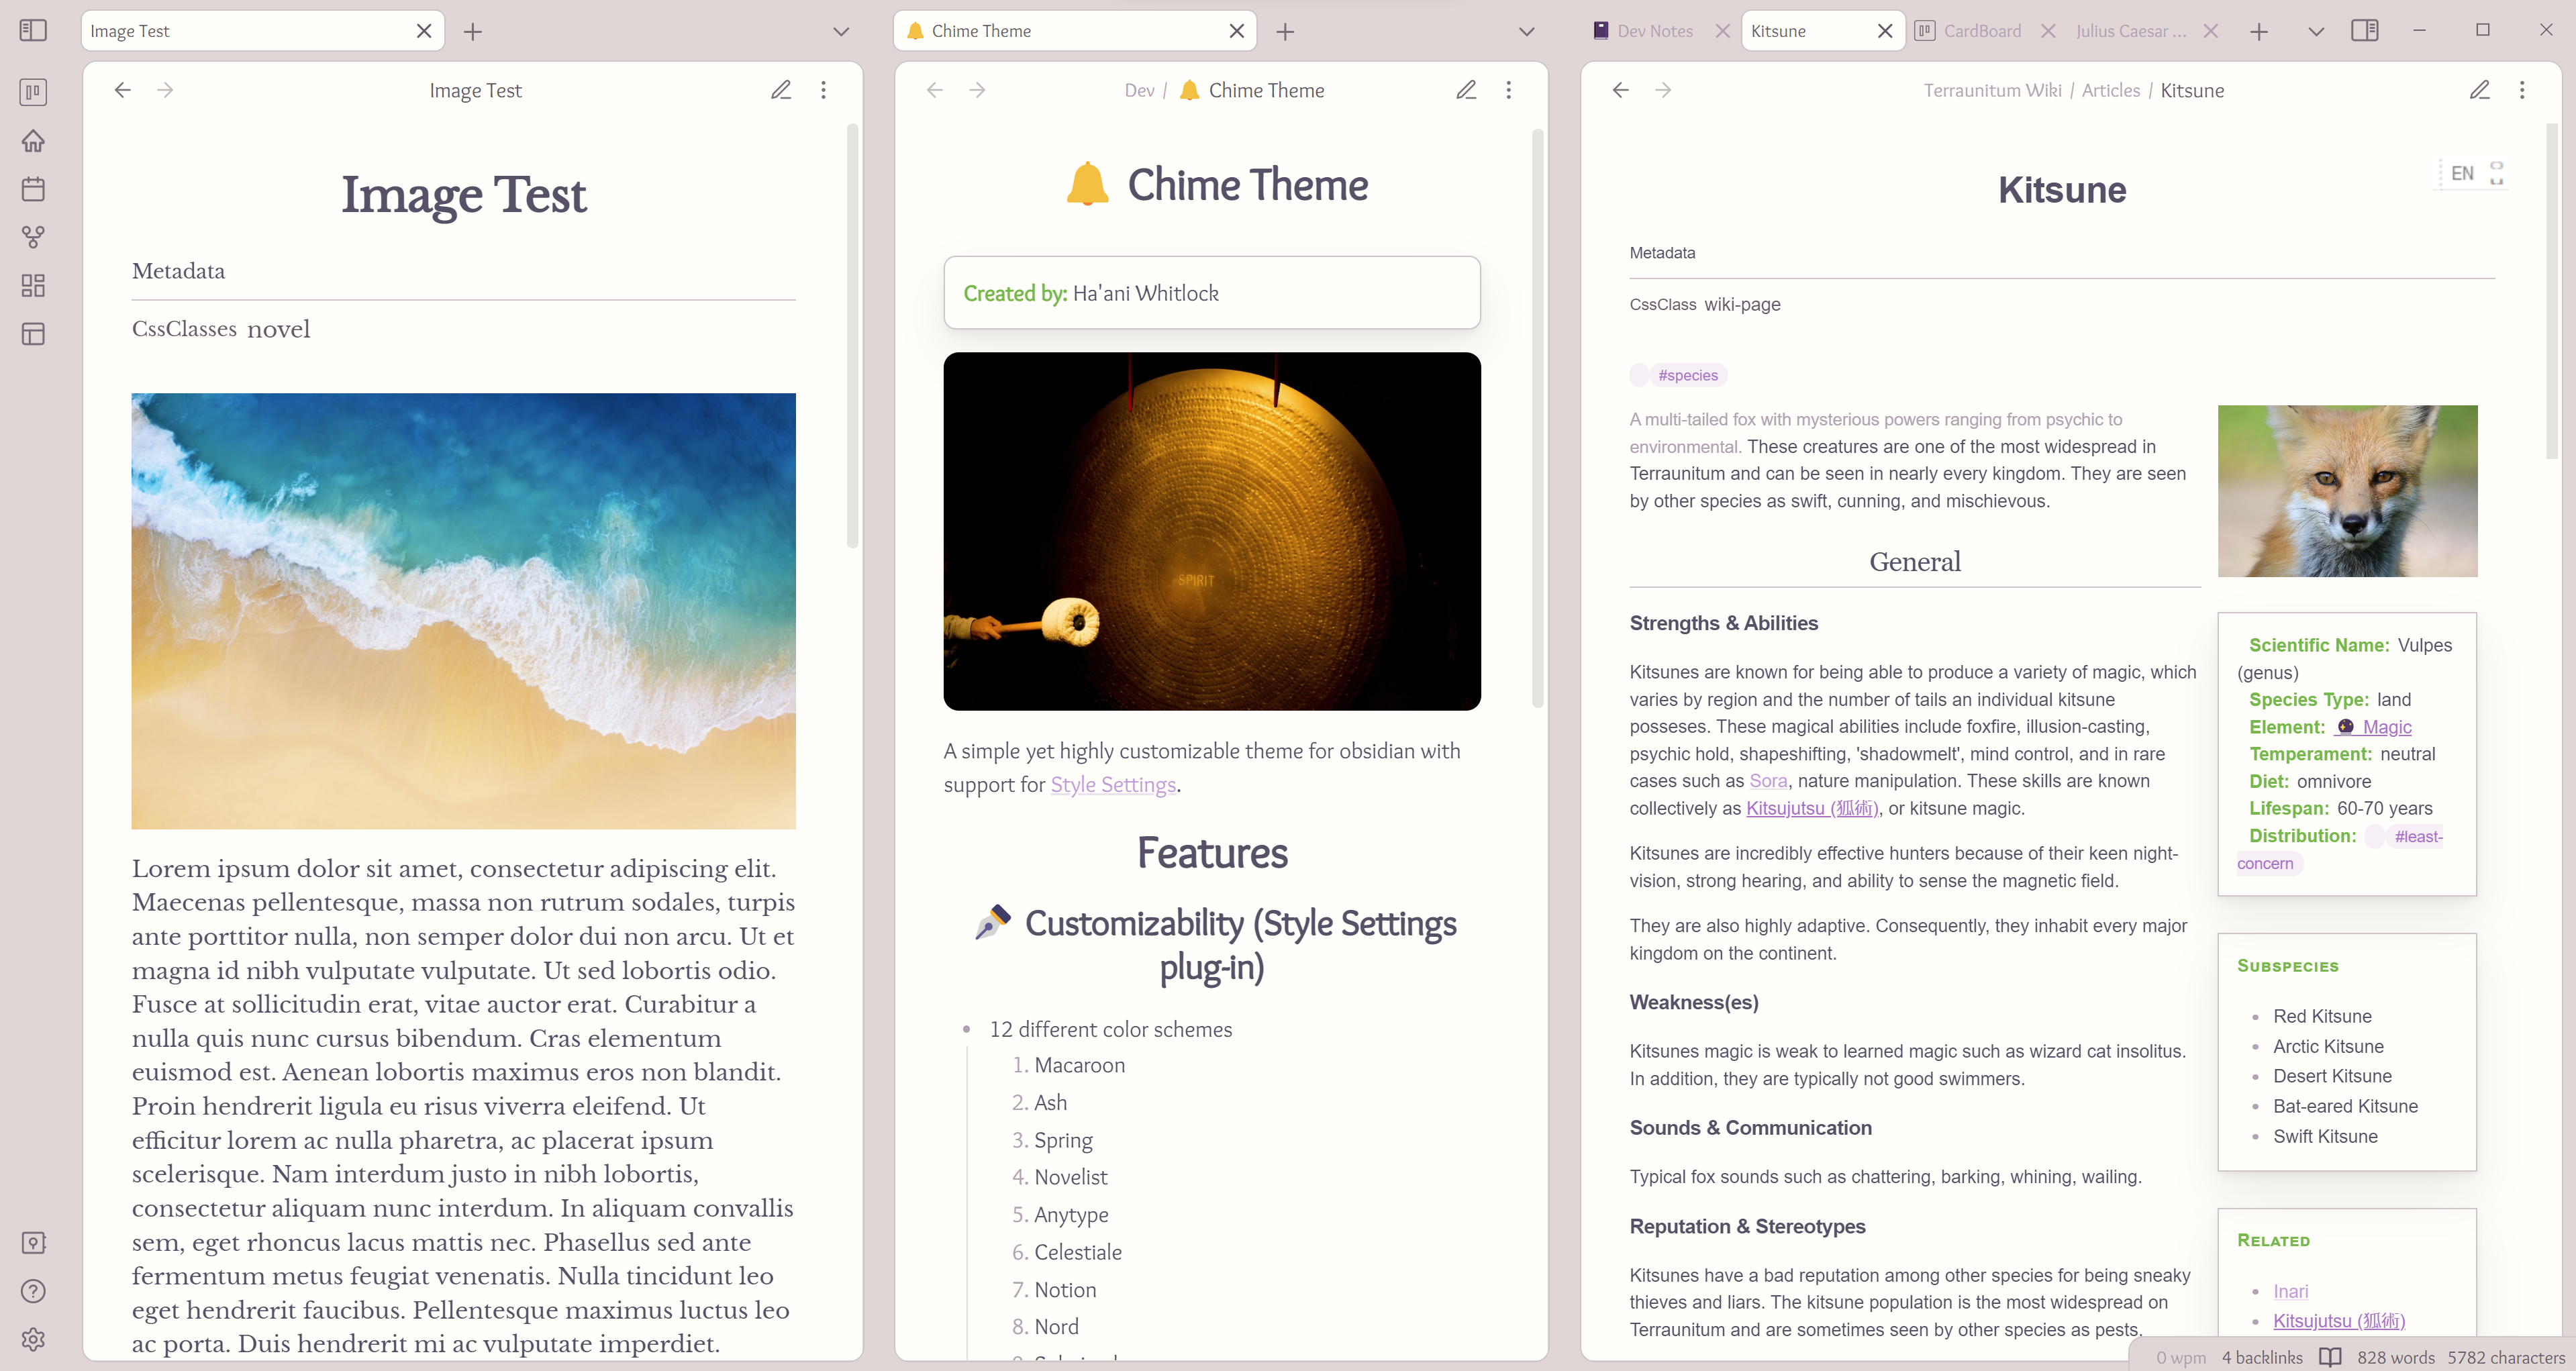 Image Test
Chime Theme
Dev Notes
Kitsune
CardBoard
Julius Caesar ...
Image Test
Image Test
Metadata
CssClasses novel
Lorem ipsum dolor sit amet, consectetur adipiscing elit.
Maecenas pellentesque, massa non rutrum sodales, turpis
ante porttitor nulla, non semper dolor dui non arcu. Ut et
magna id nibh vulputate vulputate. Ut sed lobortis odio.
Fusce at sollicitudin erat, vitae auctor erat. Curabitur a
nulla quis nunc cursus bibendum. Cras elementum
euismod est. Aenean lobortis maximus eros non blandit.
Proin hendrerit ligula eu risus viverra eleifend. Ut
efficitur lorem ac nulla pharetra, ac placerat ipsum
scelerisque. Nam interdum justo in nibh lobortis,
consectetur aliquam nunc interdum. In aliquam convallis
sem, eget rhoncus lacus mattis nec. Phasellus sed ante
fermentum metus feugiat venenatis. Nulla tincidunt leo
eget hendrerit faucibus. Pellentesque maximus luctus leo
ac porta. Duis hendrerit mi ac vulputate imperdiet.
Dev / Chime Theme
Chime Theme
Created by: Ha'ani Whitlock
SPIRIT
A simple yet highly customizable theme for obsidian with
support for Style Settings.
Features
Customizability (Style Settings
plug-in)
12 different color schemes
1. Macaroon
2. Ash
3. Spring
4. Novelist
5. Anytype
6. Celestiale
7. Notion
8. Nord
Terraunitum Wiki / Articles / Kitsune
EN
Kitsune
Metadata
CssClass wiki-page
#species
A multi-tailed fox with mysterious powers ranging from psychic to
environmental. These creatures are one of the most widespread in
Terraunitum and can be seen in nearly every kingdom. They are seen
by other species as swift, cunning, and mischievous.
General
Strengths & Abilities
Kitsunes are known for being able to produce a variety of magic, which
varies by region and the number of tails an individual kitsune
posseses. These magical abilities include foxfire, illusion-casting,
psychic hold, shapeshifting, 'shadowmelt', mind control, and in rare
cases such as Sora, nature manipulation. These skills are known
collectively as Kitsujutsu (狐術), or kitsune magic.
Kitsunes are incredibly effective hunters because of their keen night-
vision, strong hearing, and ability to sense the magnetic field.
They are also highly adaptive. Consequently, they inhabit every major
kingdom on the continent.
Weakness(es)
Kitsunes magic is weak to learned magic such as wizard cat insolitus.
In addition, they are typically not good swimmers.
Sounds & Communication
Typical fox sounds such as chattering, barking, whining, wailing.
Reputation & Stereotypes
Kitsunes have a bad reputation among other species for being sneaky
thieves and liars. The kitsune population is the most widespread on
Terraunitum and are sometimes seen by other species as pests.
Scientific Name: Vulpes
(genus)
Species Type: land
Element: Magic
Temperament: neutral
Diet: omnivore
Lifespan: 60-70 years
Distribution: #least-
concern
Subspecies
Red Kitsune
Arctic Kitsune
Desert Kitsune
Bat-eared Kitsune
Swift Kitsune
Related
Inari
Kitsujutsu (狐術)
0 wpm 4 backlinks 828 words 5782 characters